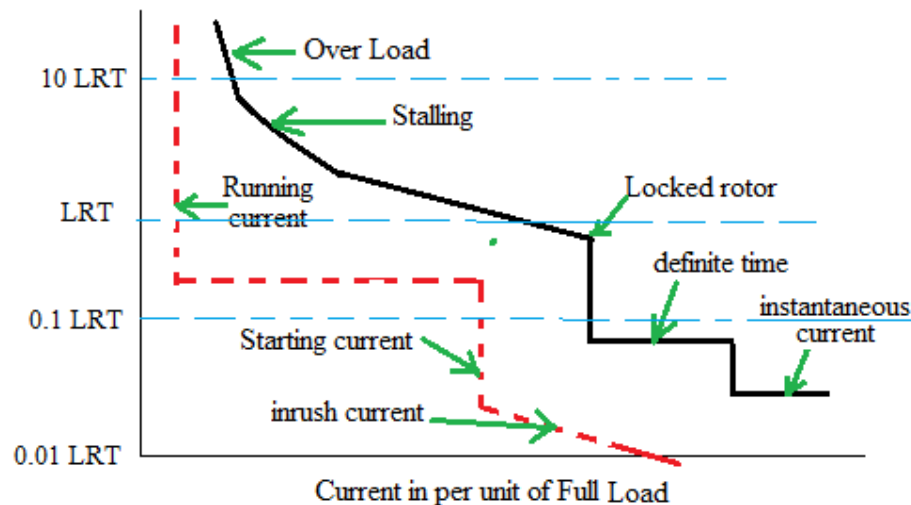 Over Load
10 LRT
Stalling
Running
current
Locked rotor
LRT
definite time
instantaneous
current
0.1 LRT
Starting current
inrush current
0.01 LRT
Current in per unit of Full Load